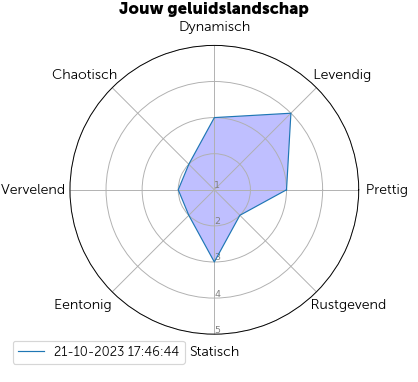 Jouw geluidslandschap
Dynamisch
Chaotisch
Levendig
Vervelend
1
Prettig
2
3
4
Eentonig
Rustgevend
5
21-10-2023 17:46:44
Statisch